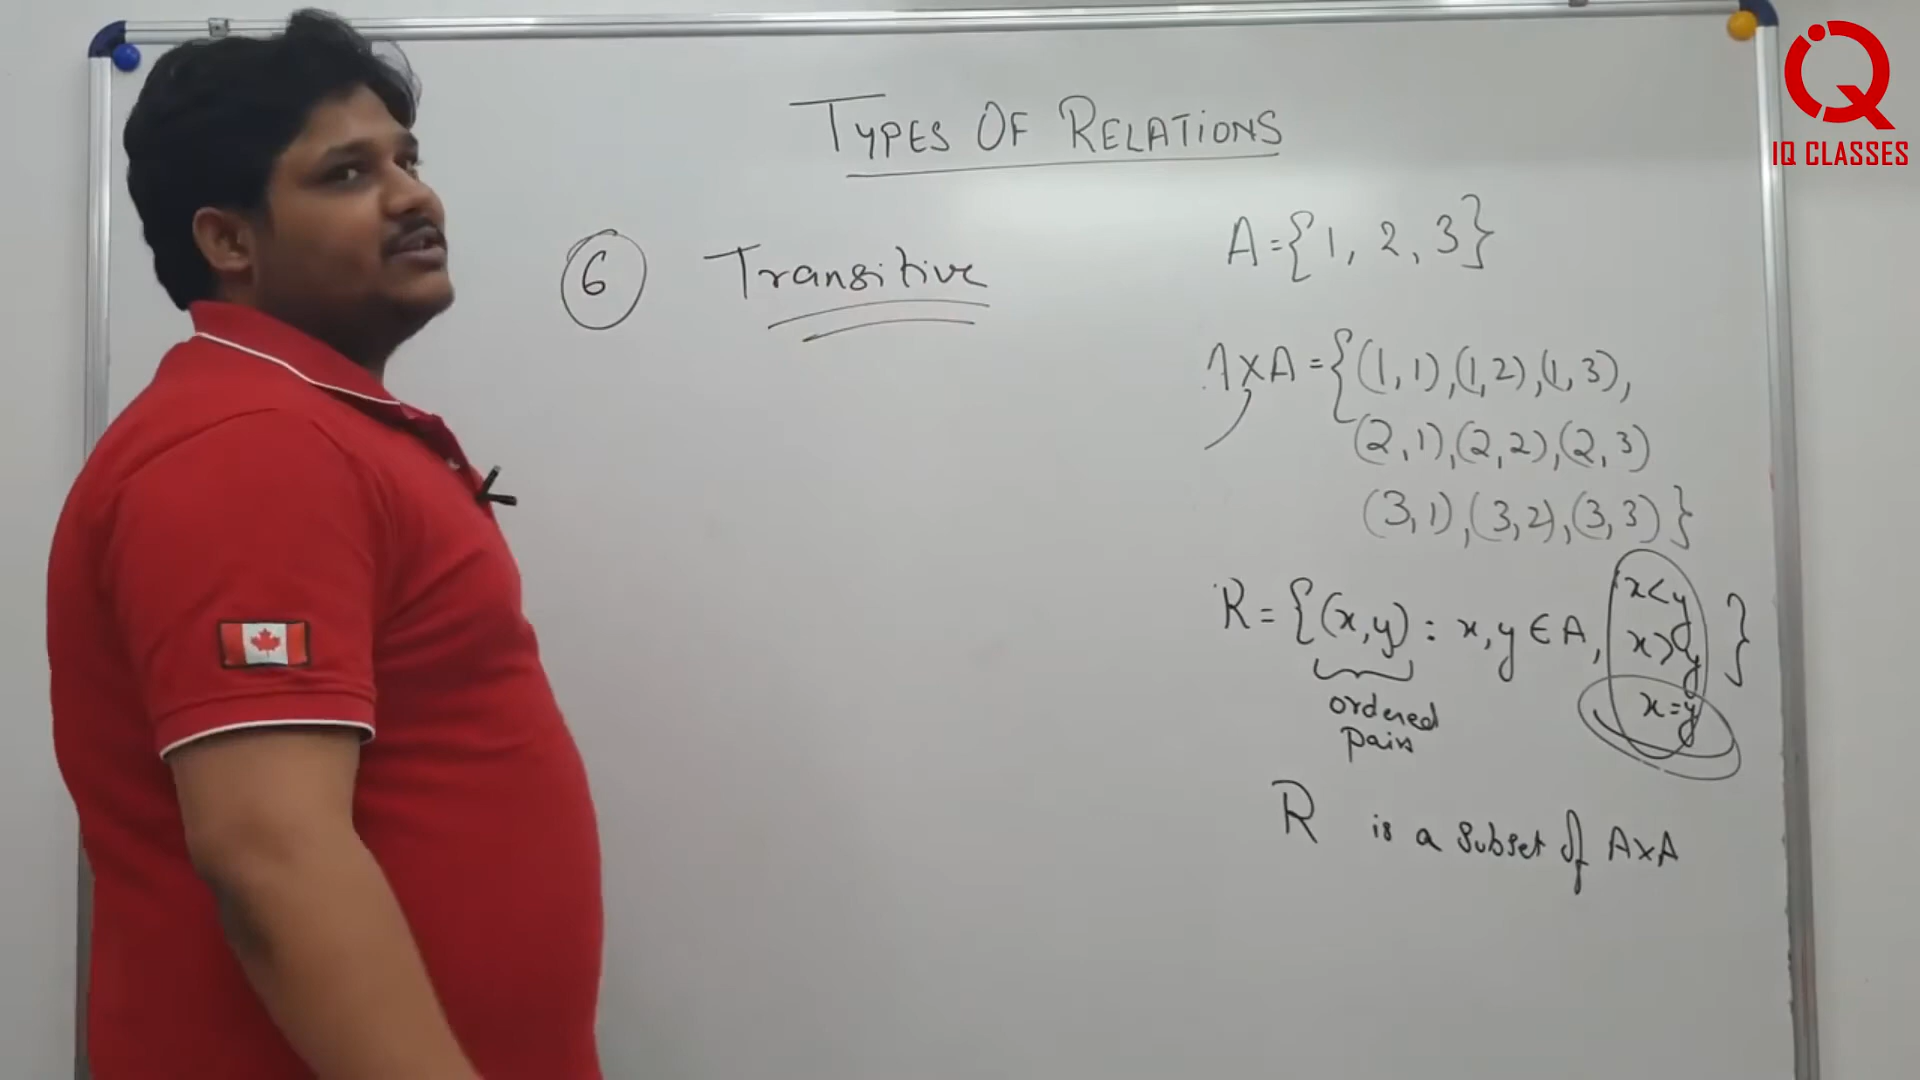 IQ CLASSES
TYPES OF RELATIONS
6 Transitive
A={1, 2, 3}
A×A={(1,1),(1,2),(1,3),
(2,1),(2,2),(2,3)
(3,1),(3,2),(3,3)}
R={(x,y): x,y∈A, x<y
x>y
x=y}
ordered
pairs
R is a subset of A×A